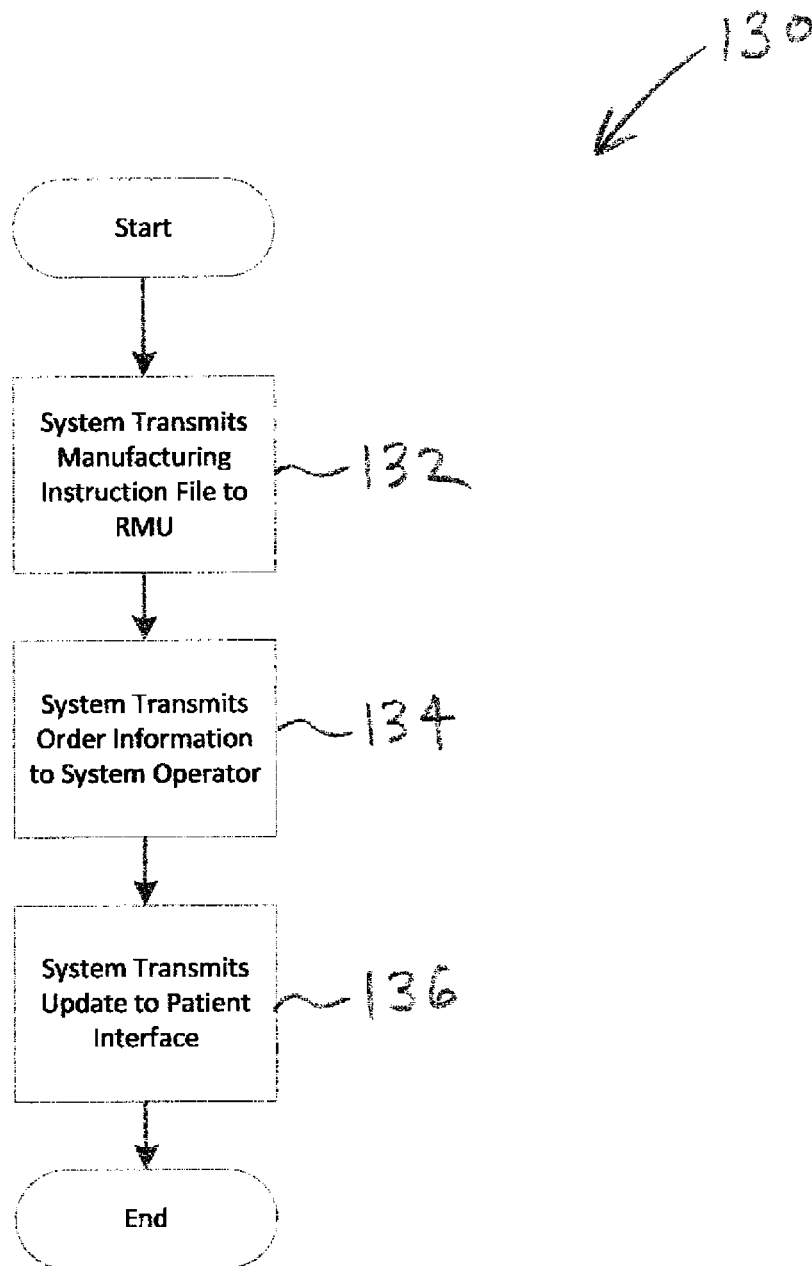 130
Start
System Transmits
Manufacturing
Instruction File to
RMU
132
System Transmits
Order Information
to System Operator
134
System Transmits
Update to Patient
Interface
136
End